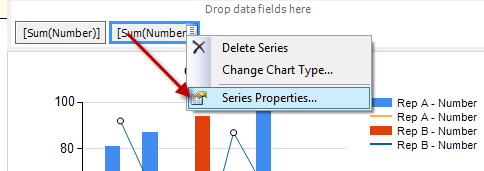 Drop data fields here
[Sum(Number)]
[Sum(Number
Delete Series
Change Chart Type...
Series Properties...
100
80
Rep A - Number
Rep A - Number
Rep B - Number
Rep B - Number